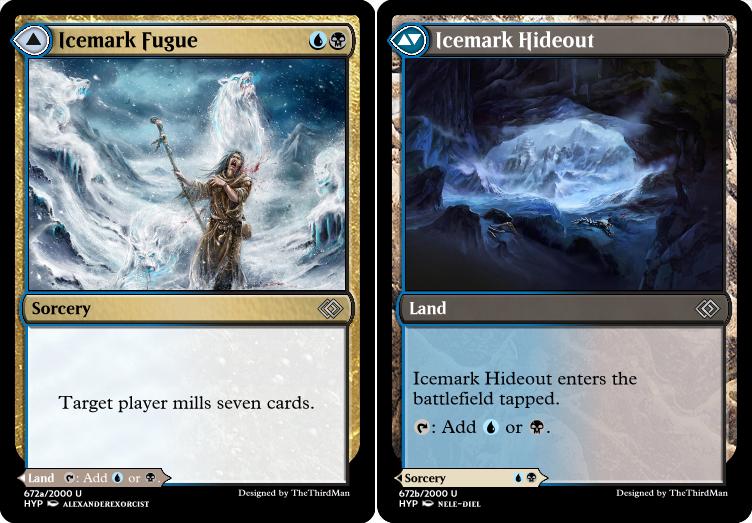 Icemark Fugue
Sorcery
Target player mills seven cards.
Land : Add or .
672a/2000 U
HYP ALEXANDEREXORCIST
Designed by TheThirdMan
Icemark Hideout
Land
Icemark Hideout enters the
battlefield tapped.
: Add or .
Sorcery
672b/2000 U
HYP NELE-DIEL
Designed by TheThirdMan